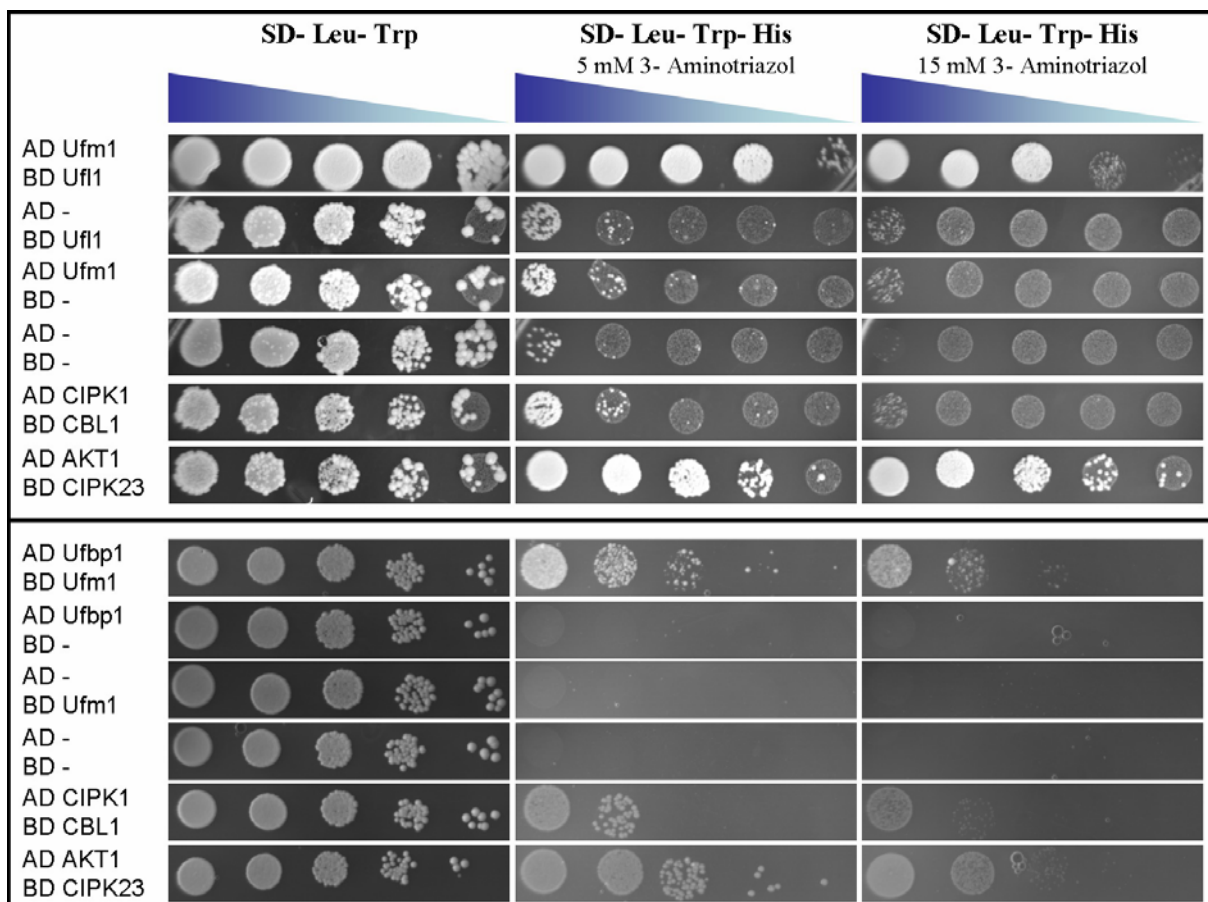 SD- Leu- Trp
SD- Leu- Trp- His
5 mM 3- Aminotriazol
SD- Leu- Trp- His
15 mM 3- Aminotriazol
AD Ufm1
BD Ufl1
AD -
BD Ufl1
AD Ufm1
BD -
AD -
BD -
AD CIPK1
BD CBL1
AD AKT1
BD CIPK23
AD Ufbp1
BD Ufm1
AD Ufbp1
BD -
AD -
BD Ufm1
AD -
BD -
AD CIPK1
BD CBL1
AD AKT1
BD CIPK23